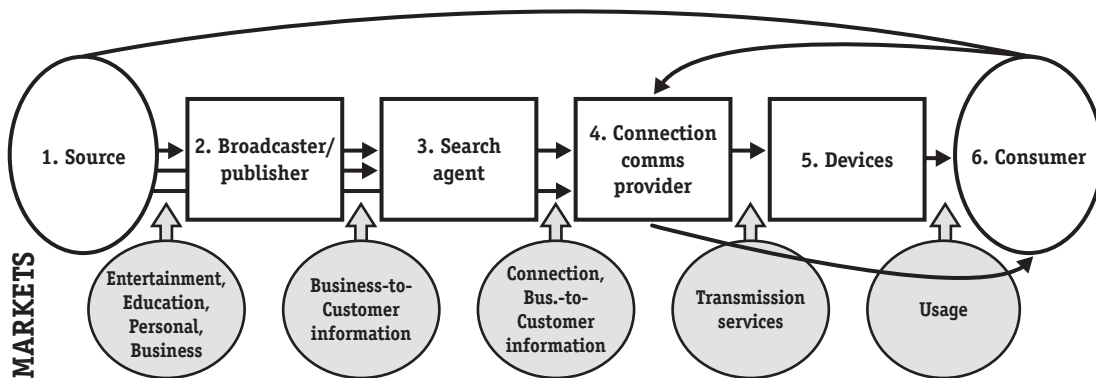 1. Source
2. Broadcaster/
publisher
3. Search
agent
4. Connection
comms
provider
5. Devices
6. Consumer
MARKETS
Entertainment,
Education,
Personal,
Business
Business-to-
Customer
information
Connection,
Bus.-to-
Customer
information
Transmission
services
Usage